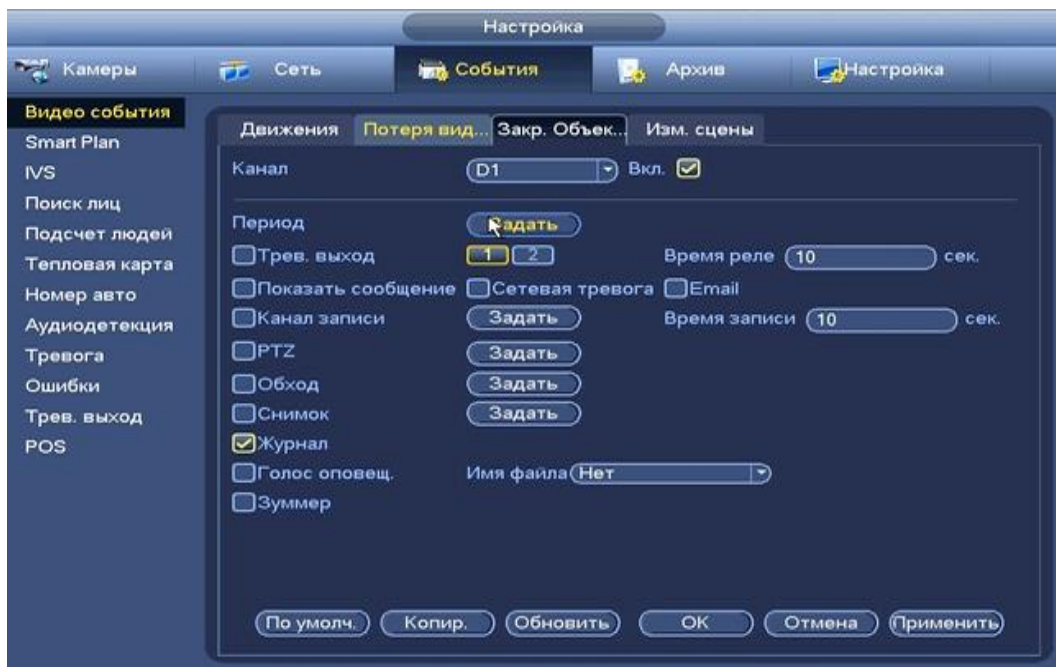 Настройка
Камеры Сеть События Архив Настройка
Видео события
Smart Plan
IVS
Поиск лиц
Подсчет людей
Тепловая карта
Номер авто
Аудиодетекция
Тревога
Ошибки
Трев. выход
POS
Движения Потеря вид... Закр. Объек... Изм. сцены
Канал D1 Вкл.
Период Задать
Трев. выход 1 2 Время реле 10 сек.
Показать сообщение Сетевая тревога Email
Канал записи Задать Время записи 10 сек.
PTZ Задать
Обход Задать
Снимок Задать
Журнал
Голос оповещ. Имя файла Нет
Зуммер
По умолч. Копир. Обновить OK Отмена Применить